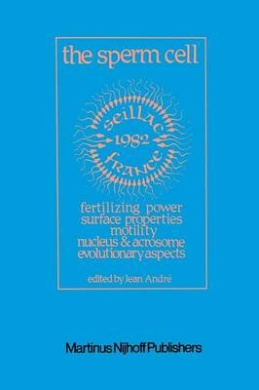 the sperm cell
seillac
1982
france
fertilizing power
surface properties
motility
nucleus & acrosome
evolutionary aspects
edited by Jean André
Martinus Nijhoff Publishers